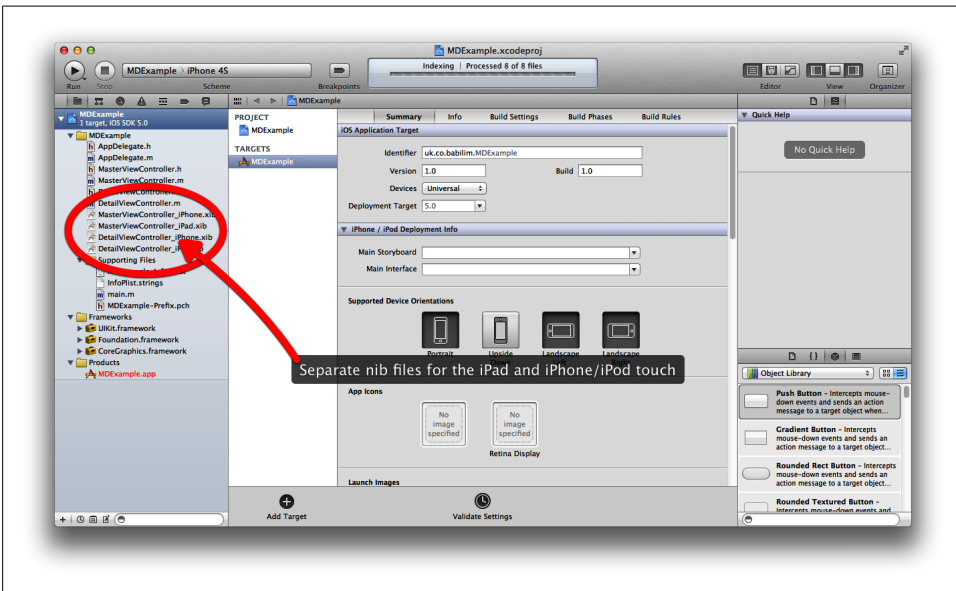 MDExample.xcodeproj
MDExample
iPhone 4S
Indexing | Processed 8 of 8 files
Run
Stop
Scheme
Breakpoints
Editor
View
Organizer
MDExample
MDExample
1 target, iOS SDK 5.0
MDExample
AppDelegate.h
AppDelegate.m
MasterViewController.h
MasterViewController.m
DetailViewController.m
MasterViewController_iPhone.xib
MasterViewController_iPad.xib
DetailViewController_iPhone.xib
Supporting Files
InfoPlist.strings
main.m
MDExample-Prefix.pch
Frameworks
UIKit.framework
Foundation.framework
CoreGraphics.framework
Products
MDExample.app
PROJECT
MDExample
TARGETS
MDExample
Summary
Info
Build Settings
Build Phases
Build Rules
iOS Application Target
Identifier
uk.co.babilim.MDExample
Version
1.0
Build
1.0
Devices
Universal
Deployment Target
5.0
iPhone / iPod Deployment Info
Main Storyboard
Main Interface
Supported Device Orientations
Portrait
Upside
Landscape
Landscape
Separate nib files for the iPad and iPhone/iPod touch
App Icons
No
image
specified
No
image
specified
Retina Display
Launch Images
Add Target
Validate Settings
Quick Help
No Quick Help
Object Library
Push Button - Intercepts mouse-
down events and sends an action
message to a target object when...
Gradient Button - Intercepts
mouse-down events and sends an
action message to a target object...
Rounded Rect Button - Intercepts
mouse-down events and sends an
action message to a target object...
Rounded Textured Button -
Intercepts mouse-down events and